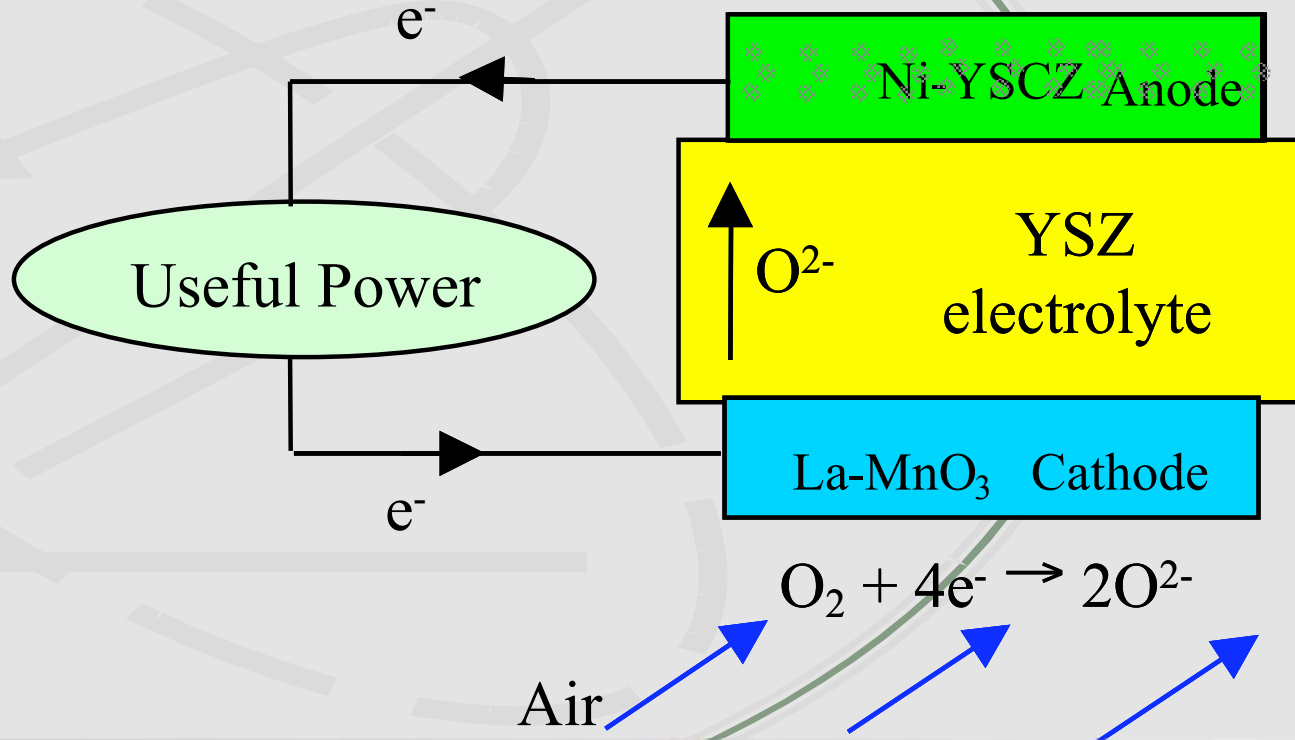 e⁻
Ni-YSCZ Anode
YSZ
electrolyte
O²⁻
Useful Power
La-MnO₃ Cathode
e⁻
O₂ + 4e⁻ → 2O²⁻
Air